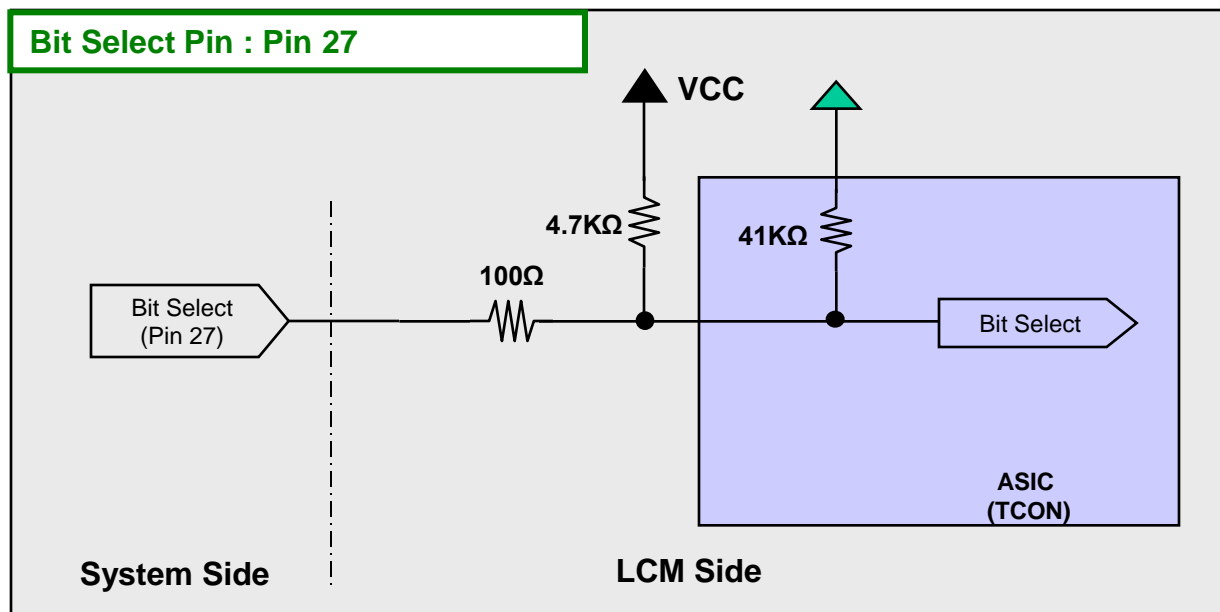 Bit Select Pin : Pin 27
VCC
4.7KΩ
41KΩ
100Ω
Bit Select
(Pin 27)
Bit Select
ASIC
(TCON)
System Side
LCM Side